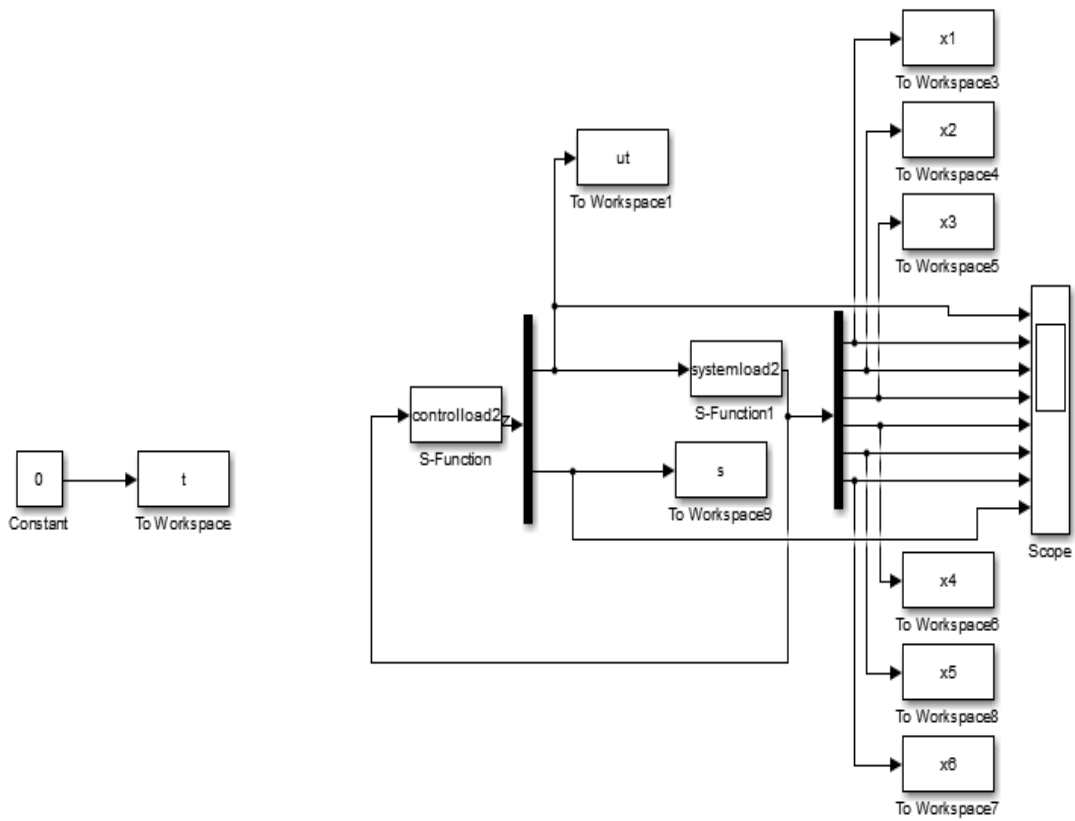 x1
To Workspace3
x2
To Workspace4
ut
To Workspace1
x3
To Workspace5
systemload2
S-Function1
controlload2
S-Function
s
To Workspace9
0
Constant
t
To Workspace
Scope
x4
To Workspace6
x5
To Workspace8
x6
To Workspace7